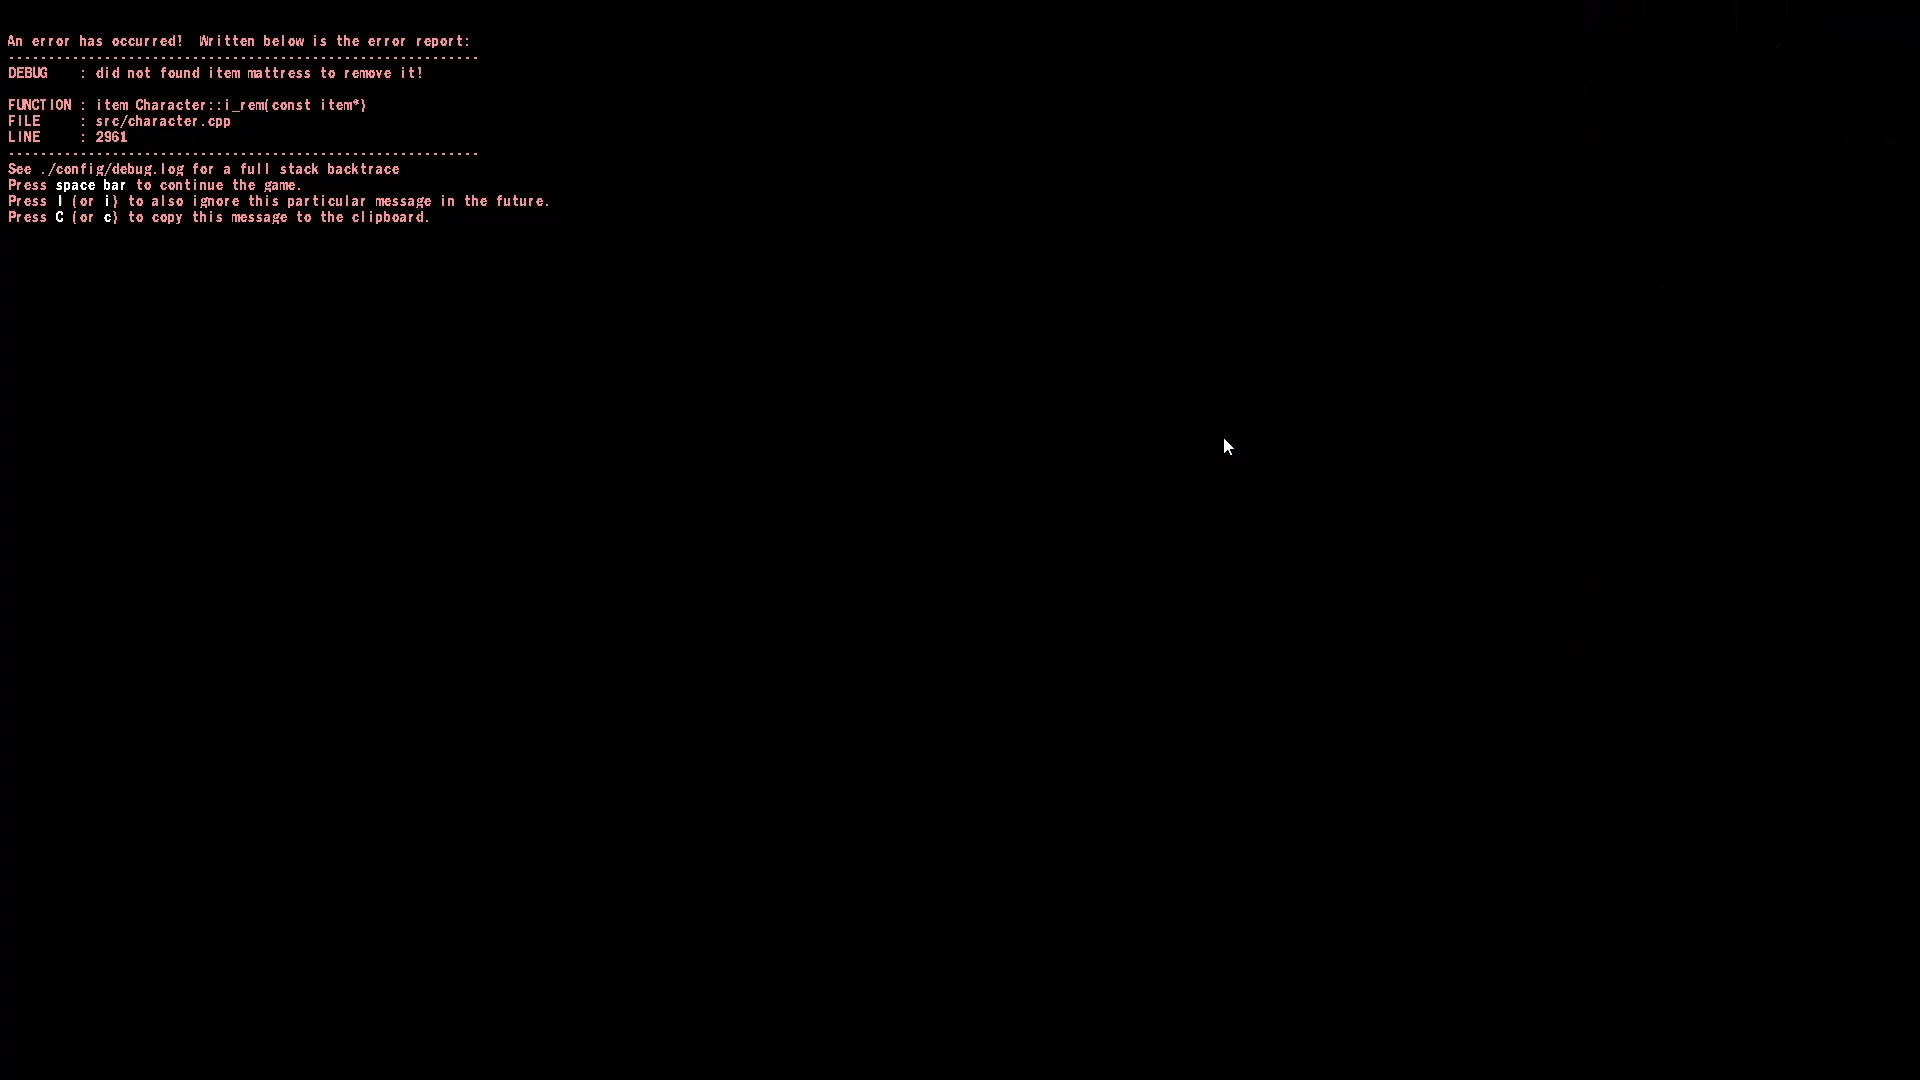 An error has occurred! Written below is the error report:
-----------------------------------------------------------
DEBUG    : did not found item mattress to remove it!
FUNCTION : item Character::i_rem(const item*)
FILE     : src/character.cpp
LINE     : 2961
-----------------------------------------------------------
See ./config/debug.log for a full stack backtrace
Press space bar to continue the game.
Press I (or i) to also ignore this particular message in the future.
Press C (or c) to copy this message to the clipboard.